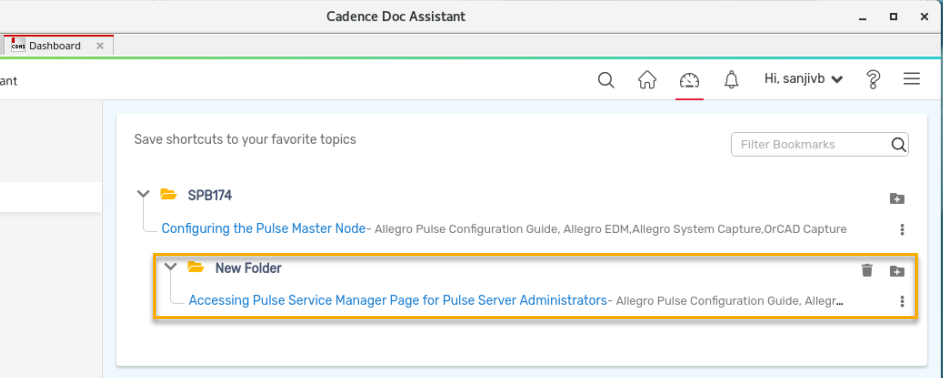 Cadence Doc Assistant
CDNS Dashboard
ant
Hi, sanjivb
Save shortcuts to your favorite topics
Filter Bookmarks
SPB174
Configuring the Pulse Master Node- Allegro Pulse Configuration Guide, Allegro EDM,Allegro System Capture,OrCAD Capture
New Folder
Accessing Pulse Service Manager Page for Pulse Server Administrators- Allegro Pulse Configuration Guide, Allegr...